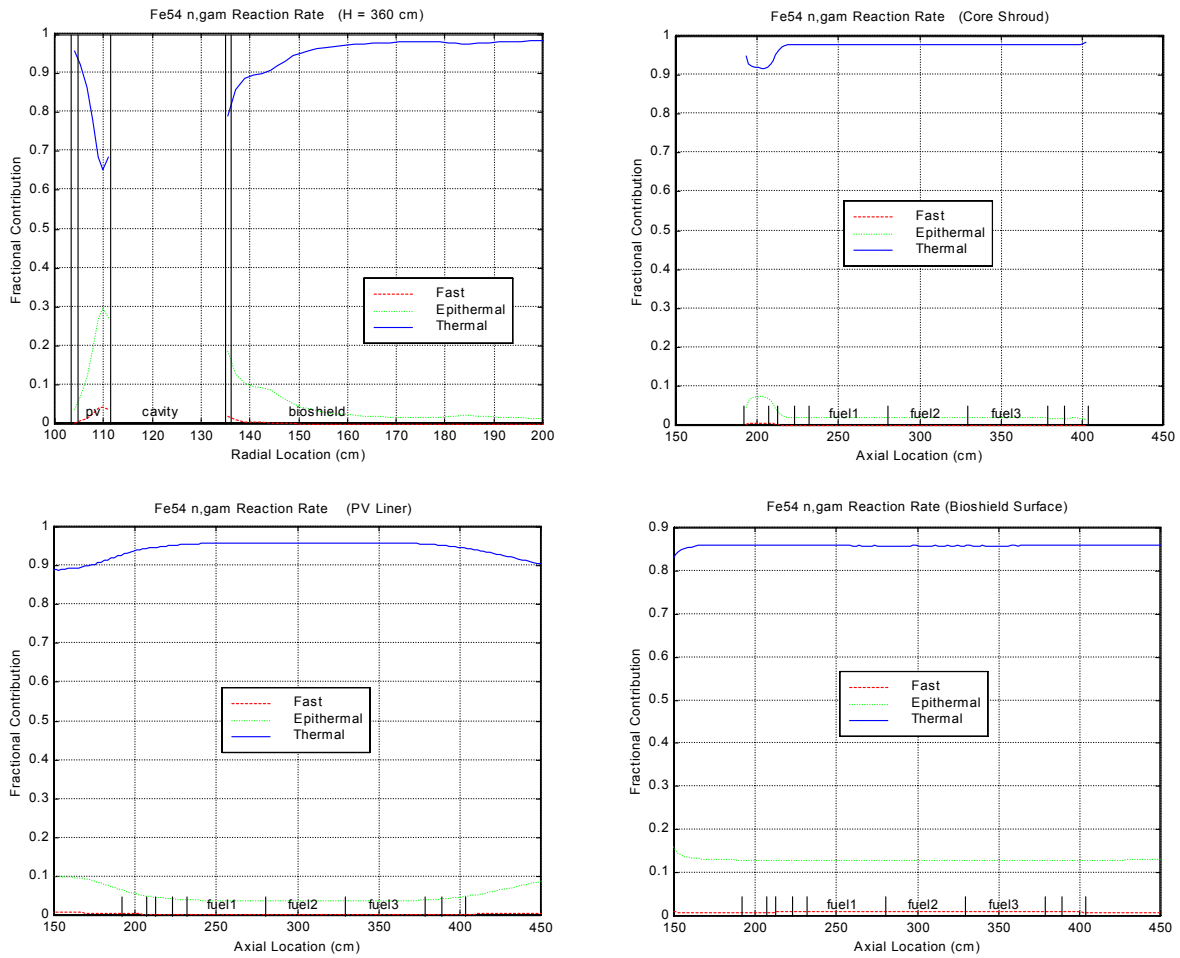 Fe54 n,gam Reaction Rate (H = 360 cm)
1
0.9
0.8
0.7
0.6
0.5
0.4
0.3
0.2
0.1
0
Fractional Contribution
Fast
Epithermal
Thermal
pv cavity bioshield
100 110 120 130 140 150 160 170 180 190 200
Radial Location (cm)
Fe54 n,gam Reaction Rate (Core Shroud)
1
0.9
0.8
0.7
0.6
0.5
0.4
0.3
0.2
0.1
0
Fractional Contribution
Fast
Epithermal
Thermal
fuel1 fuel2 fuel3
150 200 250 300 350 400 450
Axial Location (cm)
Fe54 n,gam Reaction Rate (PV Liner)
1
0.9
0.8
0.7
0.6
0.5
0.4
0.3
0.2
0.1
0
Fractional Contribution
Fast
Epithermal
Thermal
fuel1 fuel2 fuel3
150 200 250 300 350 400 450
Axial Location (cm)
Fe54 n,gam Reaction Rate (Bioshield Surface)
0.9
0.8
0.7
0.6
0.5
0.4
0.3
0.2
0.1
0
Fractional Contribution
Fast
Epithermal
Thermal
fuel1 fuel2 fuel3
150 200 250 300 350 400 450
Axial Location (cm)